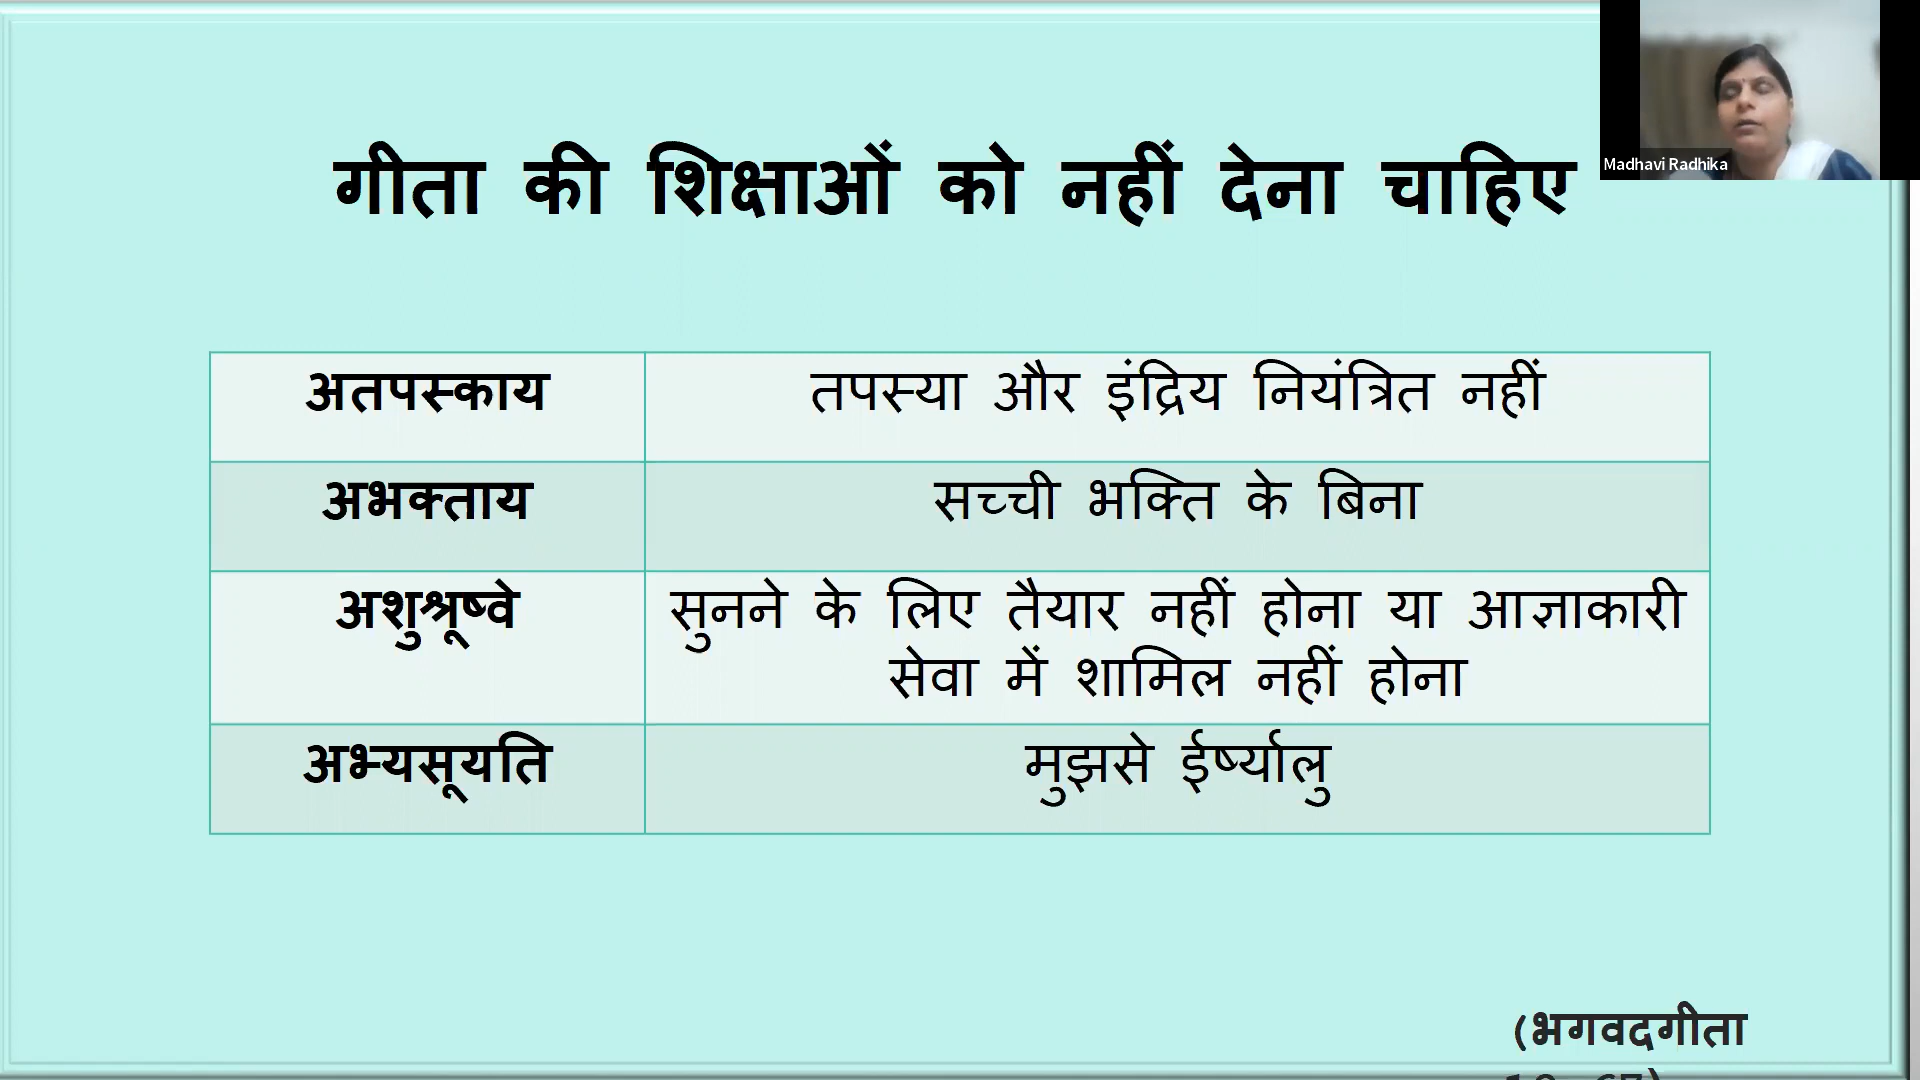 गीता की शिक्षाओं को नहीं देना चाहिए
Madhavi Radhika
अतपस्काय
तपस्या और इंद्रिय नियंत्रित नहीं
अभक्ताय
सच्ची भक्ति के बिना
अशुश्रूष्वे
सुनने के लिए तैयार नहीं होना या आज्ञाकारी
सेवा में शामिल नहीं होना
अभ्यसूयति
मुझसे ईर्ष्यालु
(भगवदगीता